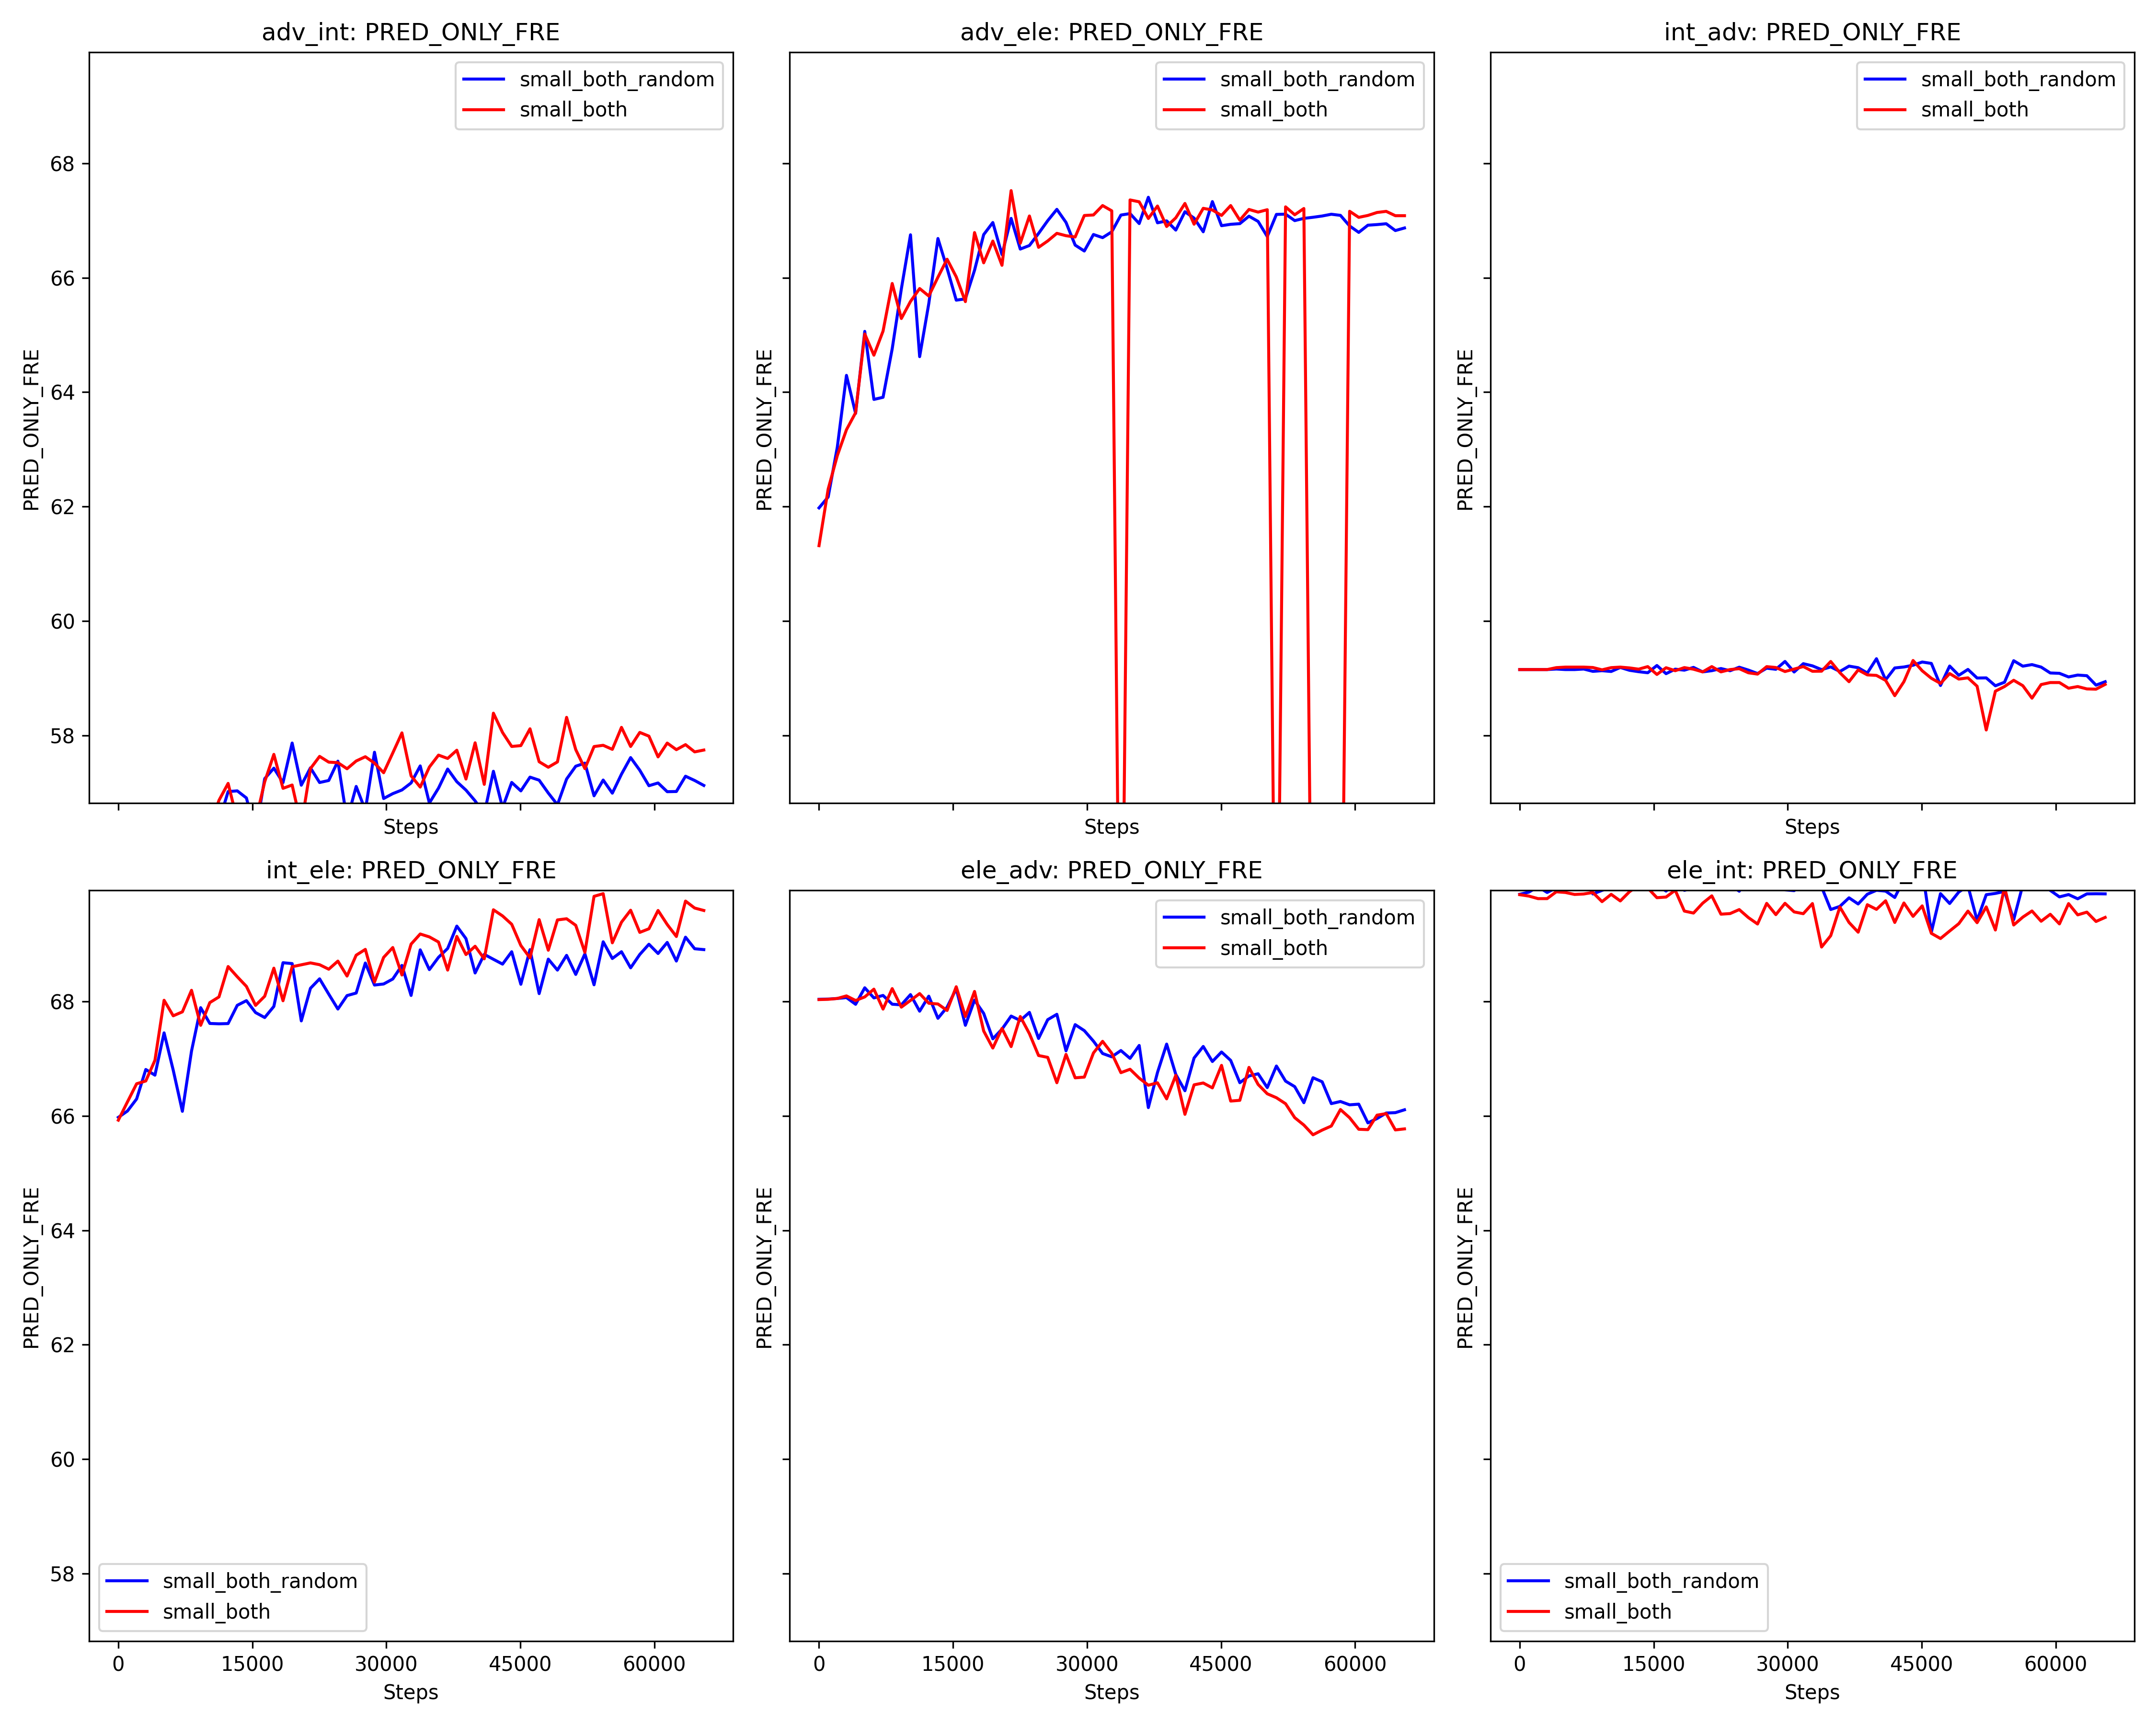 adv_int: PRED_ONLY_FRE
adv_ele: PRED_ONLY_FRE
int_adv: PRED_ONLY_FRE
small_both_random
small_both
small_both_random
small_both
small_both_random
small_both
68
66
64
62
60
58
PRED_ONLY_FRE
PRED_ONLY_FRE
PRED_ONLY_FRE
Steps
Steps
Steps
int_ele: PRED_ONLY_FRE
ele_adv: PRED_ONLY_FRE
ele_int: PRED_ONLY_FRE
small_both_random
small_both
68
66
64
62
60
58
PRED_ONLY_FRE
PRED_ONLY_FRE
PRED_ONLY_FRE
small_both_random
small_both
small_both_random
small_both
0 15000 30000 45000 60000
0 15000 30000 45000 60000
0 15000 30000 45000 60000
Steps
Steps
Steps